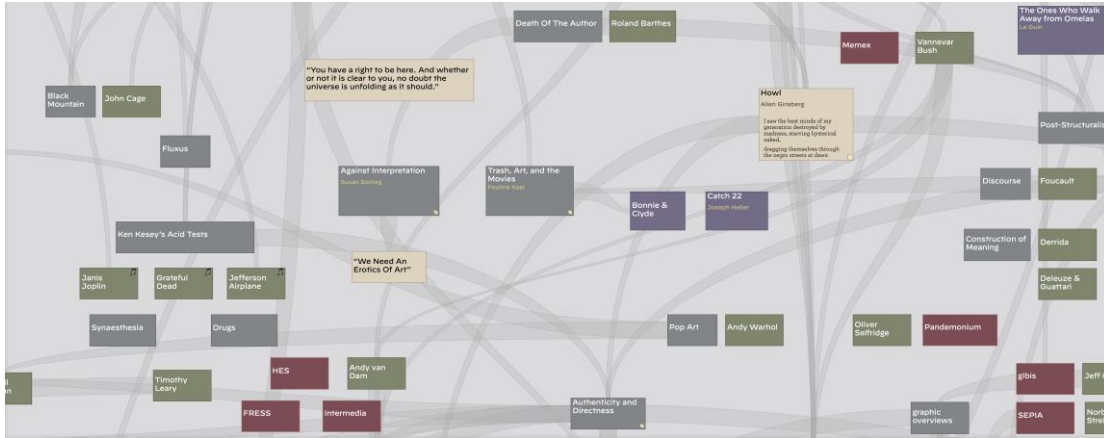 Death Of The Author
Roland Barthes
The Ones Who Walk
Away from Omelas
Le Guin
Memex
Vannevar
Bush
"You have a right to be here. And whether
or not it is clear to you, no doubt the
universe is unfolding as it should."
Black
Mountain
John Cage
Howl
Allen Ginsberg
I saw the best minds of my
generation destroyed by
madness, starving hysterical
naked,
dragging themselves through
the negro streets at dawn
Fluxus
Against Interpretation
Susan Sontag
Trash, Art, and the
Movies
Pauline Kael
Bonnie &
Clyde
Catch 22
Joseph Heller
Discourse
Foucault
Ken Kesey's Acid Tests
Construction of
Meaning
Derrida
"We Need An
Erotics Of Art"
Janis
Joplin
Grateful
Dead
Jefferson
Airplane
Deleuze &
Guattari
Synaesthesia
Drugs
Pop Art
Andy Warhol
Oliver
Selfridge
Pandemonium
HES
Andy van
Dam
Timothy
Leary
gIbis
FRESS
Intermedia
Authenticity and
Directness
graphic
overviews
SEPIA